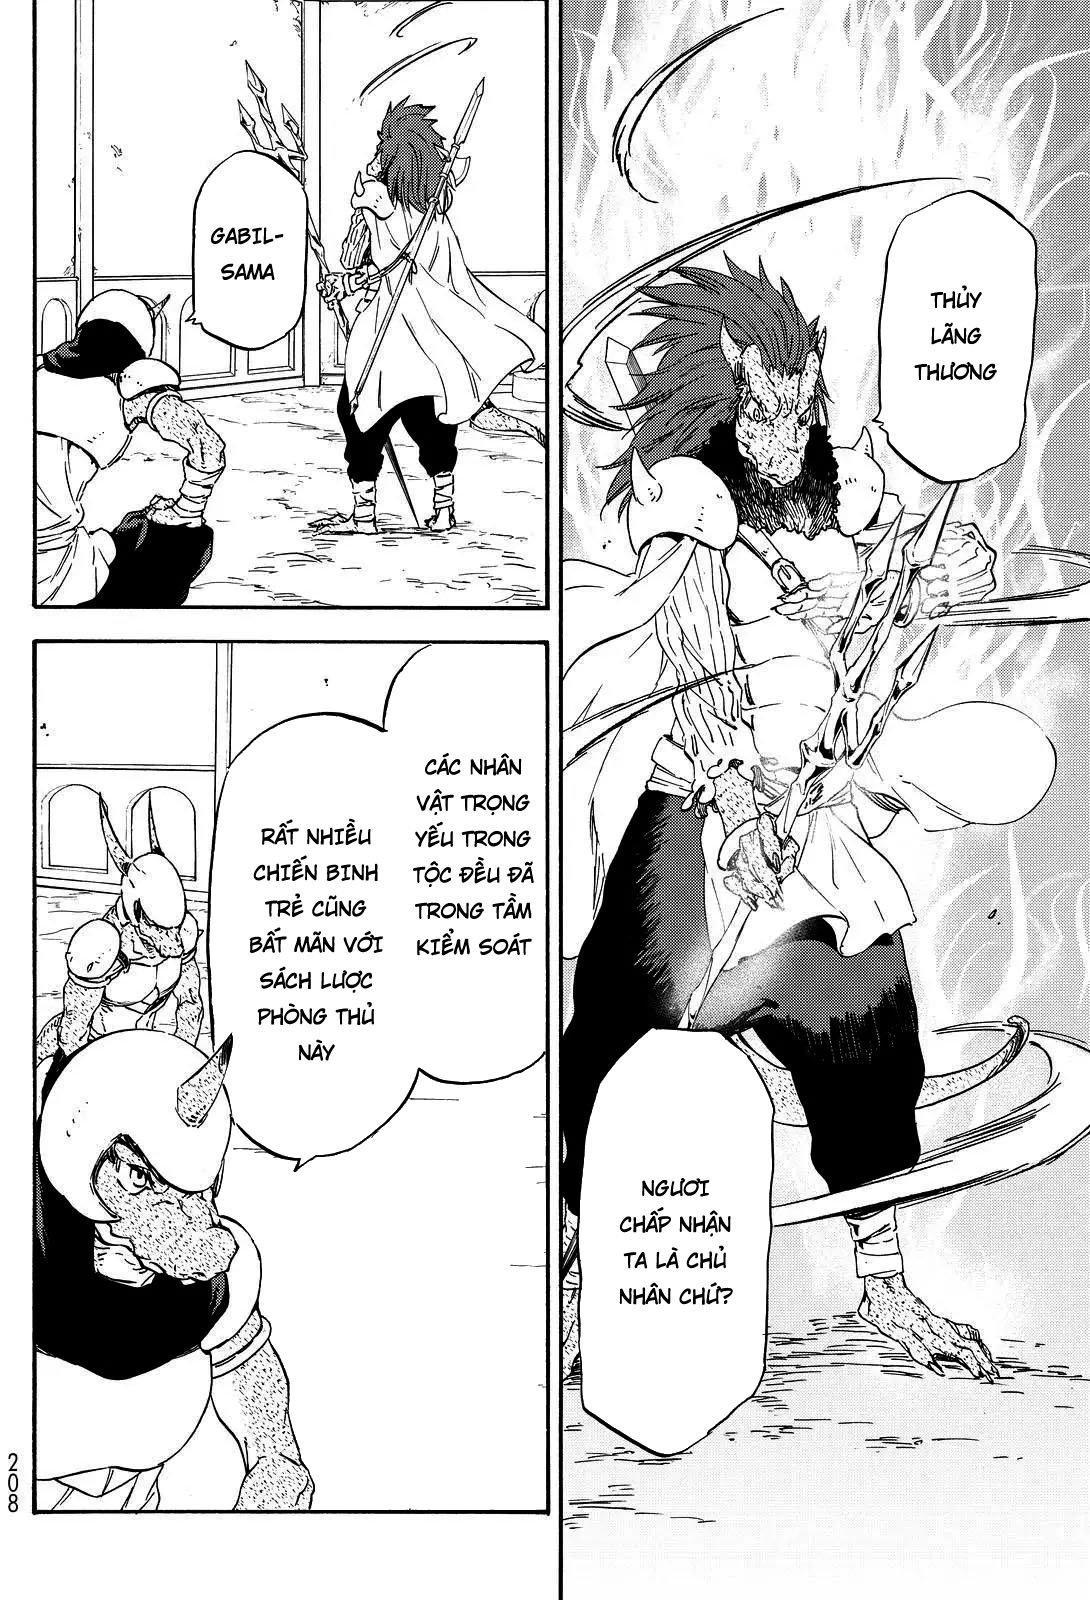 THỦY
LÃNG
THƯƠNG
NGƯƠI
CHẤP NHẬN
TA LÀ CHỦ
NHÂN CHỨ?
GABIL-
SAMA
CÁC NHÂN
VẬT TRỌNG
YẾU TRONG
TỘC ĐỀU ĐÃ
TRONG TẦM
KIỂM SOÁT
RẤT NHIỀU
CHIẾN BINH
TRẺ CŨNG
BẤT MÃN VỚI
SÁCH LƯỢC
PHÒNG THỦ
NÀY
208